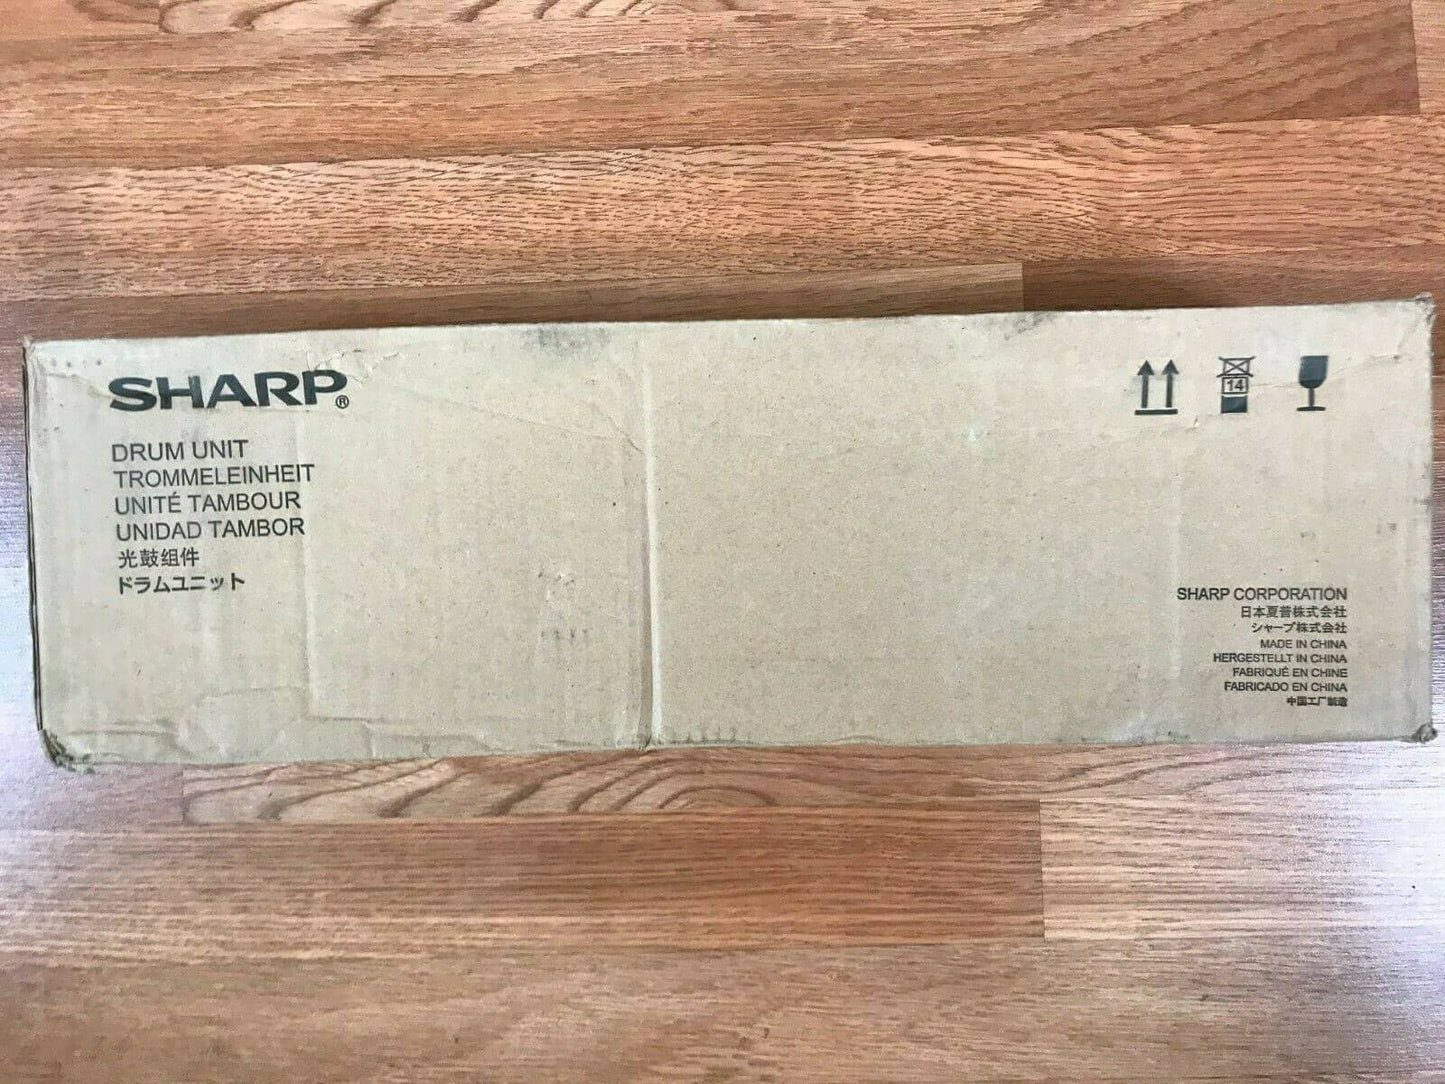 SHARP®
DRUM UNIT
TROMMELEINHEIT
UNITÉ TAMBOUR
UNIDAD TAMBOR
光鼓组件
ドラムユニット
14
SHARP CORPORATION
日本夏普株式会社
シャープ株式会社
MADE IN CHINA
HERGESTELLT IN CHINA
FABRIQUÉ EN CHINE
FABRICADO EN CHINA
中国工厂制造